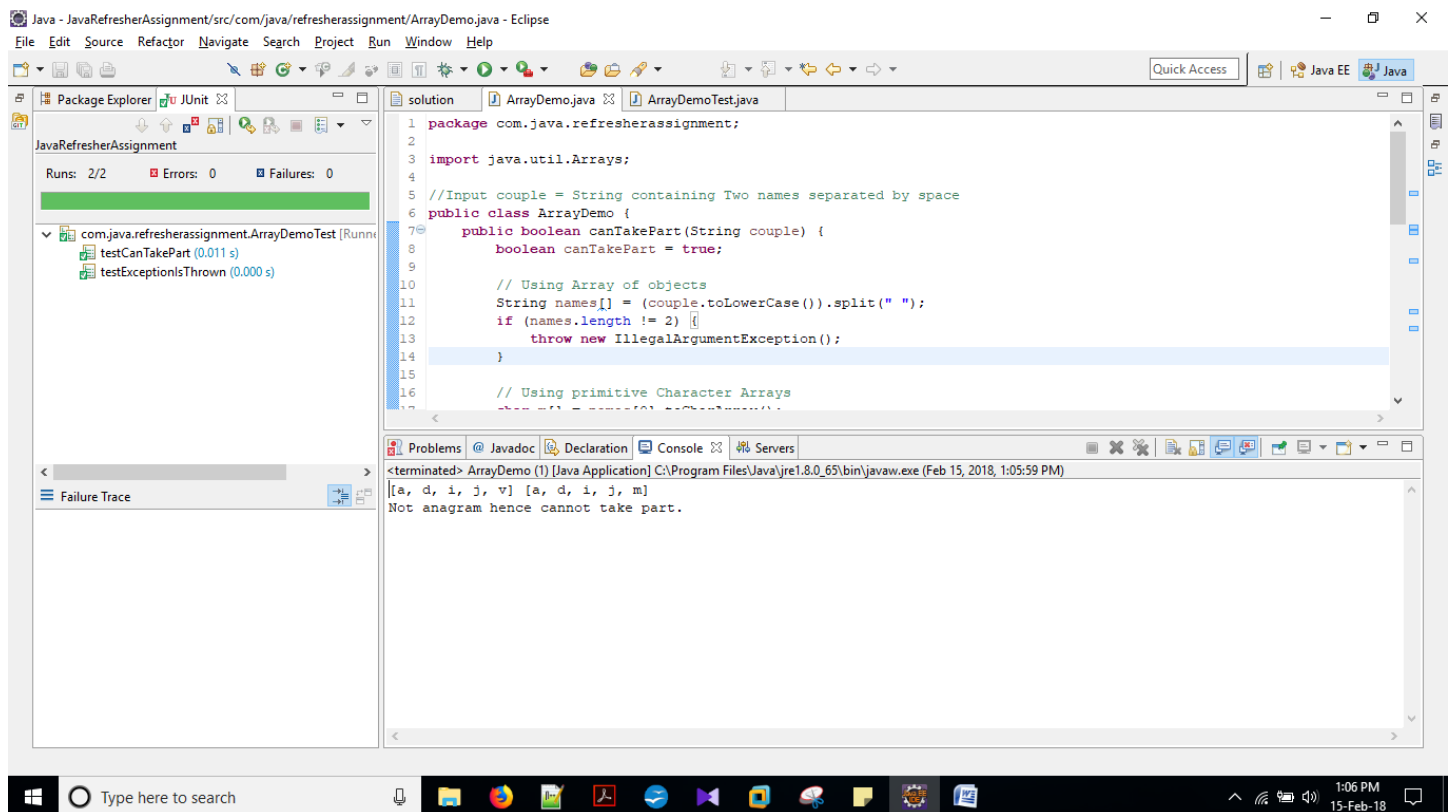 Java - JavaRefresherAssignment/src/com/java/refresherassignment/ArrayDemo.java - Eclipse
File Edit Source Refactor Navigate Search Project Run Window Help
Quick Access Java EE Java
Package Explorer JUnit
solution ArrayDemo.java ArrayDemoTest.java
JavaRefresherAssignment
Runs: 2/2 Errors: 0 Failures: 0
com.java.refresherassignment.ArrayDemoTest [Runne
testCanTakePart (0.011 s)
testExceptionIsThrown (0.000 s)
Failure Trace
1 package com.java.refresherassignment;
2
3 import java.util.Arrays;
4
5 //Input couple = String containing Two names separated by space
6 public class ArrayDemo {
7 public boolean canTakePart(String couple) {
8 boolean canTakePart = true;
9
10 // Using Array of objects
11 String names[] = (couple.toLowerCase()).split(" ");
12 if (names.length != 2) {
13 throw new IllegalArgumentException();
14 }
15
16 // Using primitive Character Arrays
Problems @ Javadoc Declaration Console Servers
<terminated> ArrayDemo (1) [Java Application] C:\Program Files\Java\jre1.8.0_65\bin\javaw.exe (Feb 15, 2018, 1:05:59 PM)
[a, d, i, j, v] [a, d, i, j, m]
Not anagram hence cannot take part.
Type here to search
1:06 PM
15-Feb-18